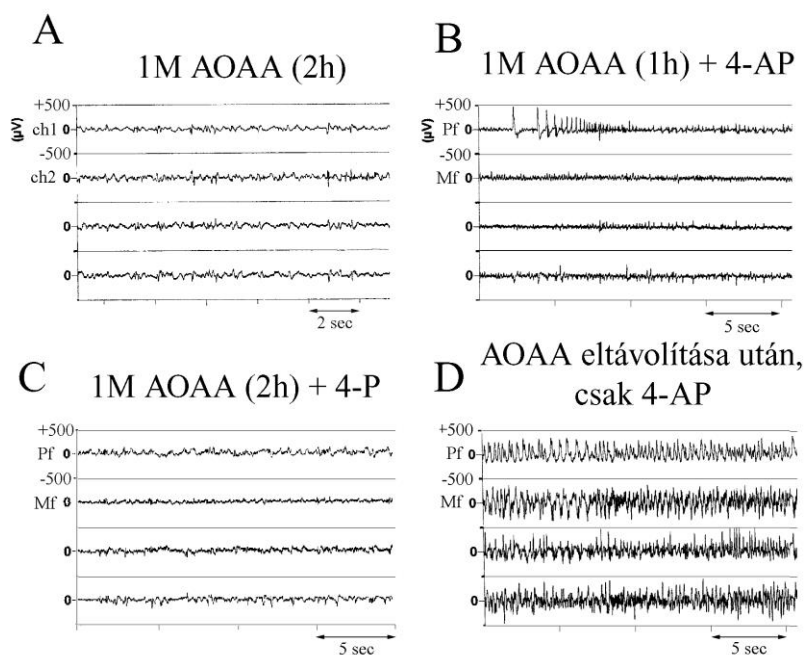 A
1M AOAA (2h)
+500
(μV)
ch1 0
-500
ch2 0
0
0
2 sec
B
1M AOAA (1h) + 4-AP
+500
(μV)
Pf 0
-500
Mf 0
0
0
5 sec
C
1M AOAA (2h) + 4-P
+500
Pf 0
-500
Mf 0
0
0
5 sec
D
AOAA eltávolítása után,
csak 4-AP
+500
Pf 0
-500
Mf 0
0
0
5 sec